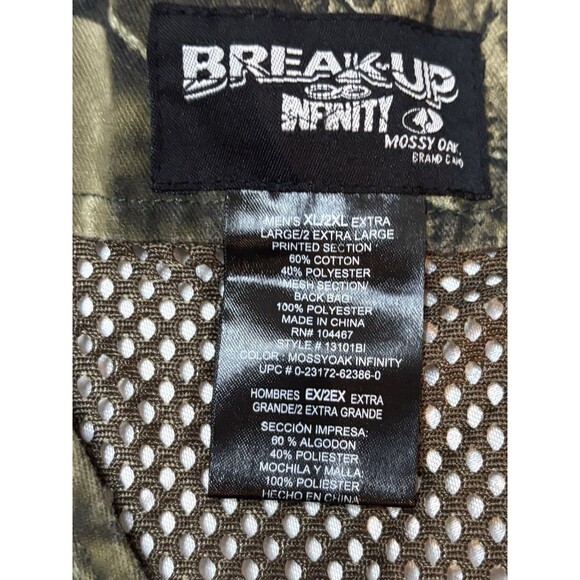 BREAK-UP
INFINITY
MOSSY OAK.
BRAND CAMO
MEN'S XL/2XL EXTRA
LARGE/2 EXTRA LARGE
PRINTED SECTION
60% COTTON
40% POLYESTER
MESH SECTION/
BACK BAG:
100% POLYESTER
MADE IN CHINA
RN# 104467
STYLE # 13101BI
COLOR : MOSSYOAK INFINITY
UPC # 0-23172-62386-0
HOMBRES EX/2EX EXTRA
GRANDE/2 EXTRA GRANDE
SECCIÓN IMPRESA:
60 % ALGODON
40% POLIESTER
MOCHILA Y MALLA:
100% POLIESTER
HECHO EN CHINA